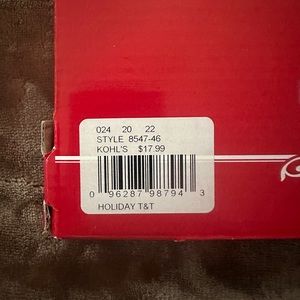 024 20 22
STYLE 8547-46
KOHL'S $17.99
0 96287 98794 3
HOLIDAY T&T